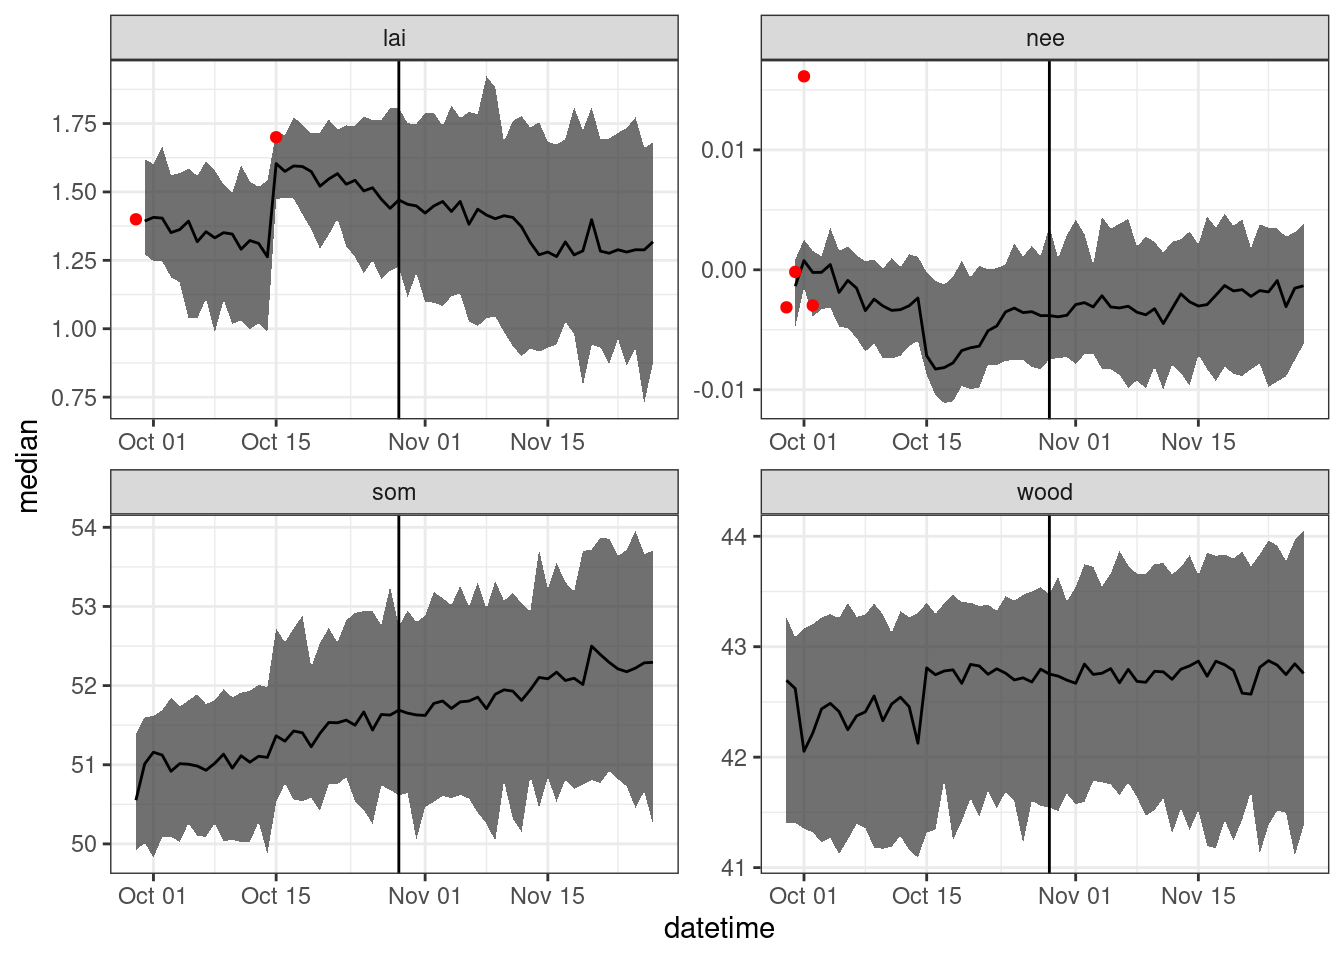 lai
nee
1.75
1.50
1.25
1.00
0.75
0.01
0.00
-0.01
Oct 01 Oct 15 Nov 01 Nov 15
Oct 01 Oct 15 Nov 01 Nov 15
median
som
wood
54
53
52
51
50
44
43
42
41
Oct 01 Oct 15 Nov 01 Nov 15
Oct 01 Oct 15 Nov 01 Nov 15
datetime